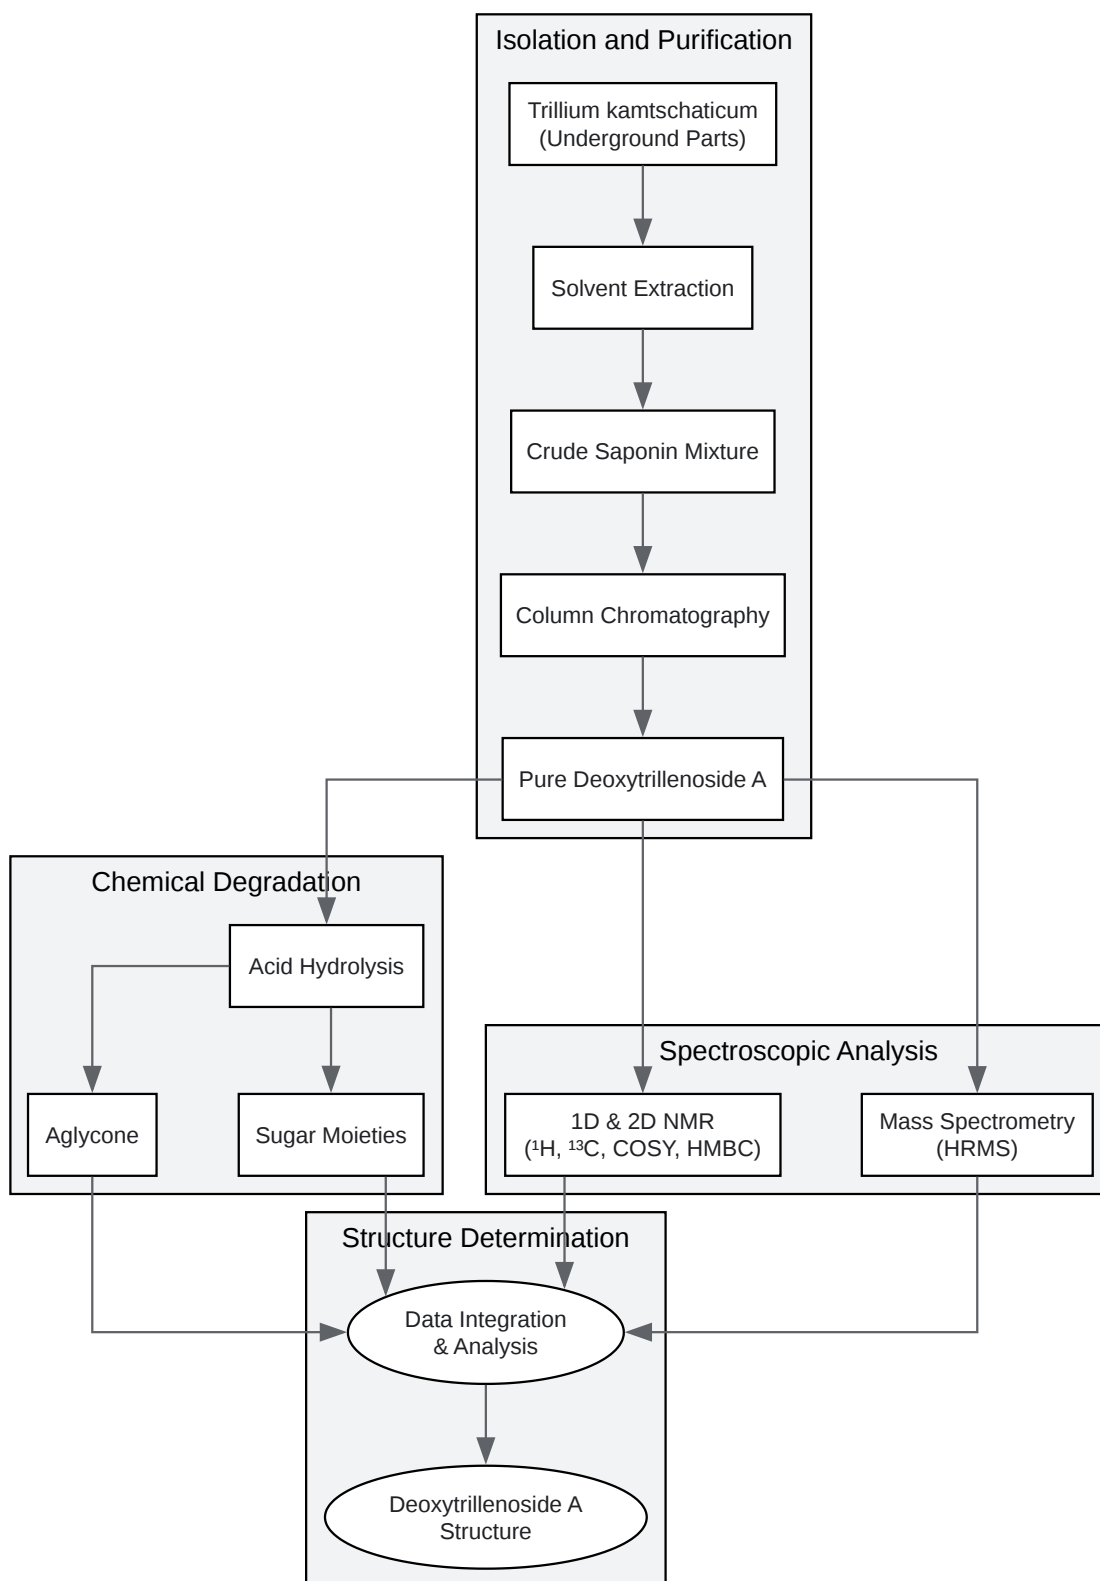 Isolation and Purification
Trillium kamtschaticum
(Underground Parts)
Solvent Extraction
Crude Saponin Mixture
Column Chromatography
Pure Deoxytrillenoside A
Chemical Degradation
Acid Hydrolysis
Aglycone
Sugar Moieties
Spectroscopic Analysis
1D & 2D NMR
(¹H, ¹³C, COSY, HMBC)
Mass Spectrometry
(HRMS)
Structure Determination
Data Integration
& Analysis
Deoxytrillenoside A
Structure